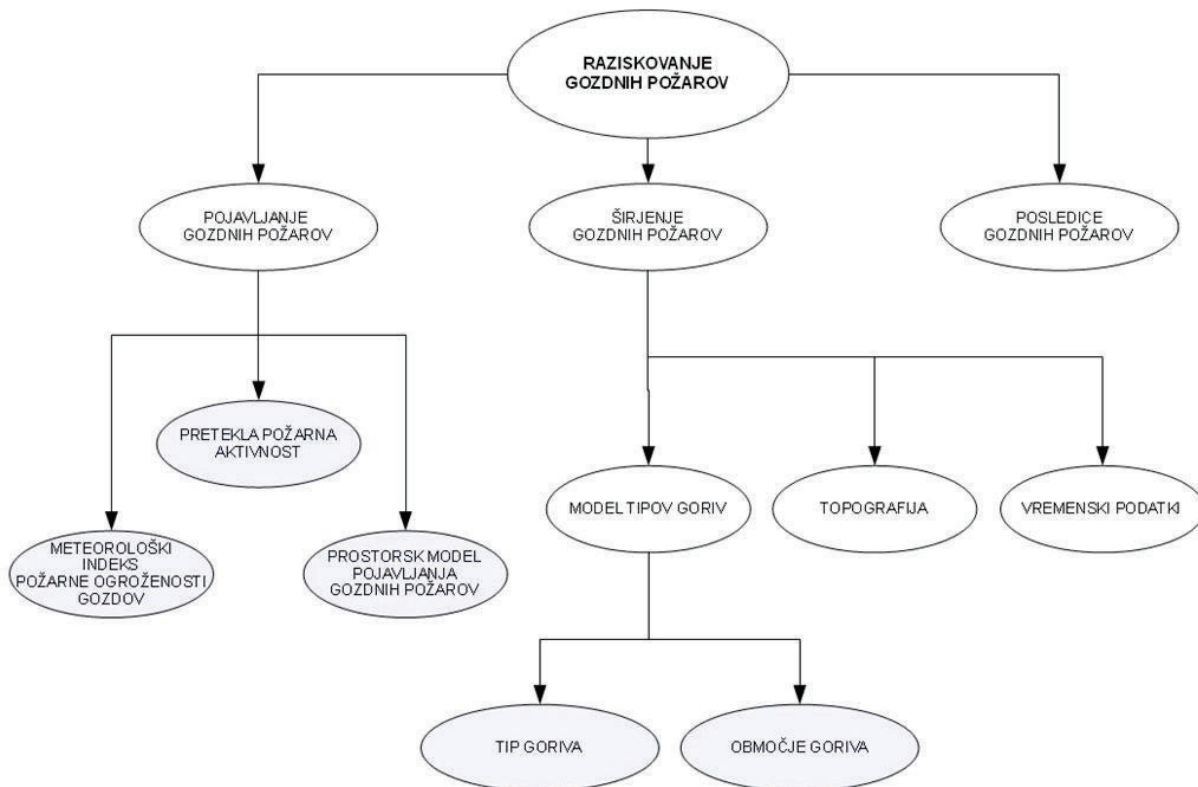 RAZISKOVANJE
GOZDNIH POŽAROV
POJAVLJANJE
GOZDNIH POŽAROV
ŠIRJENJE
GOZDNIH POŽAROV
POSLEDICE
GOZDNIH POŽAROV
PRETEKLA POŽARNA
AKTIVNOST
MODEL TIPOV GORIV
TOPOGRAFIJA
VREMENSKI PODATKI
METEOROLOŠKI
INDEKS
POŽARNE OGROŽENOSTI
GOZDOV
PROSTORSK MODEL
POJAVLJANJA
GOZDNIH POŽAROV
TIP GORIVA
OBMOČJE GORIVA